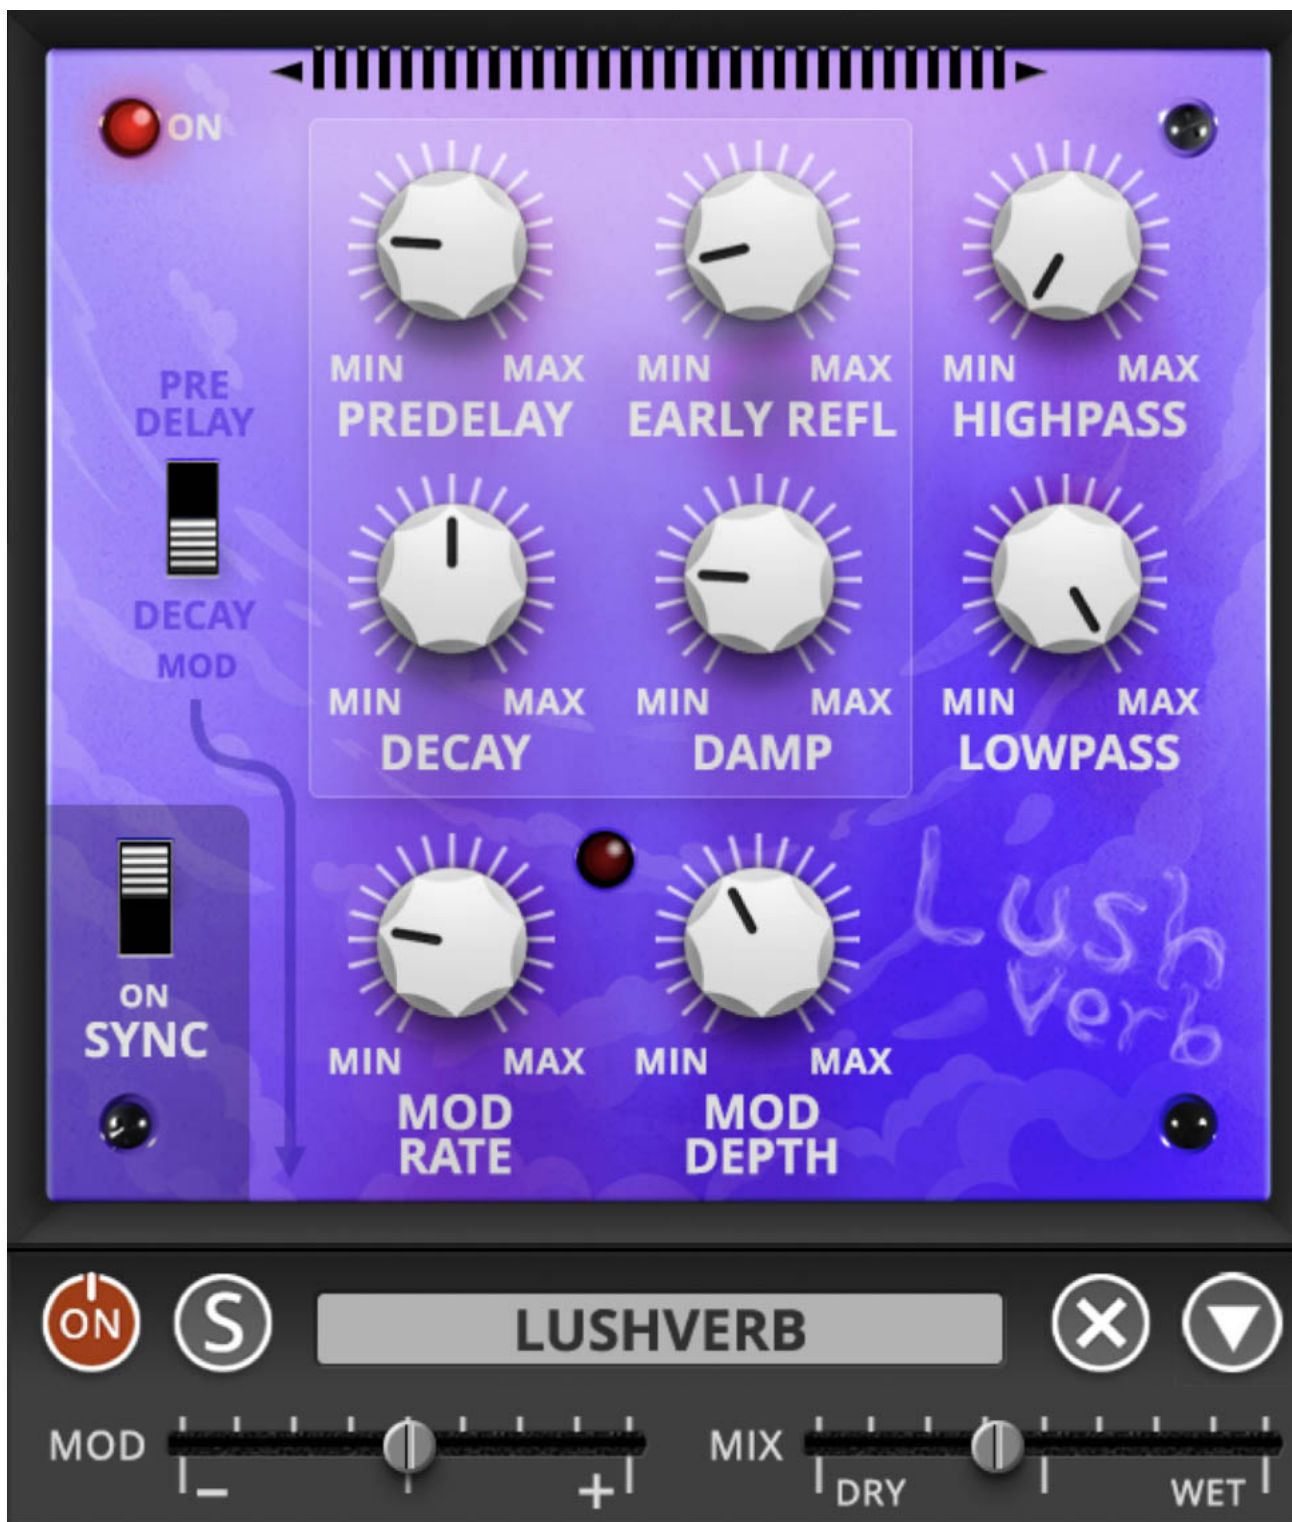 ON
MIN MAX MIN MAX MIN MAX
PREDELAY EARLY REFL HIGHPASS
PRE
DELAY
DECAY
MOD
MIN MAX MIN MAX MIN MAX
DECAY DAMP LOWPASS
Lush
Verb
ON
SYNC
MIN MAX MIN MAX
MOD
RATE
MOD
DEPTH
ON S LUSHVERB
MOD - +
MIX DRY WET